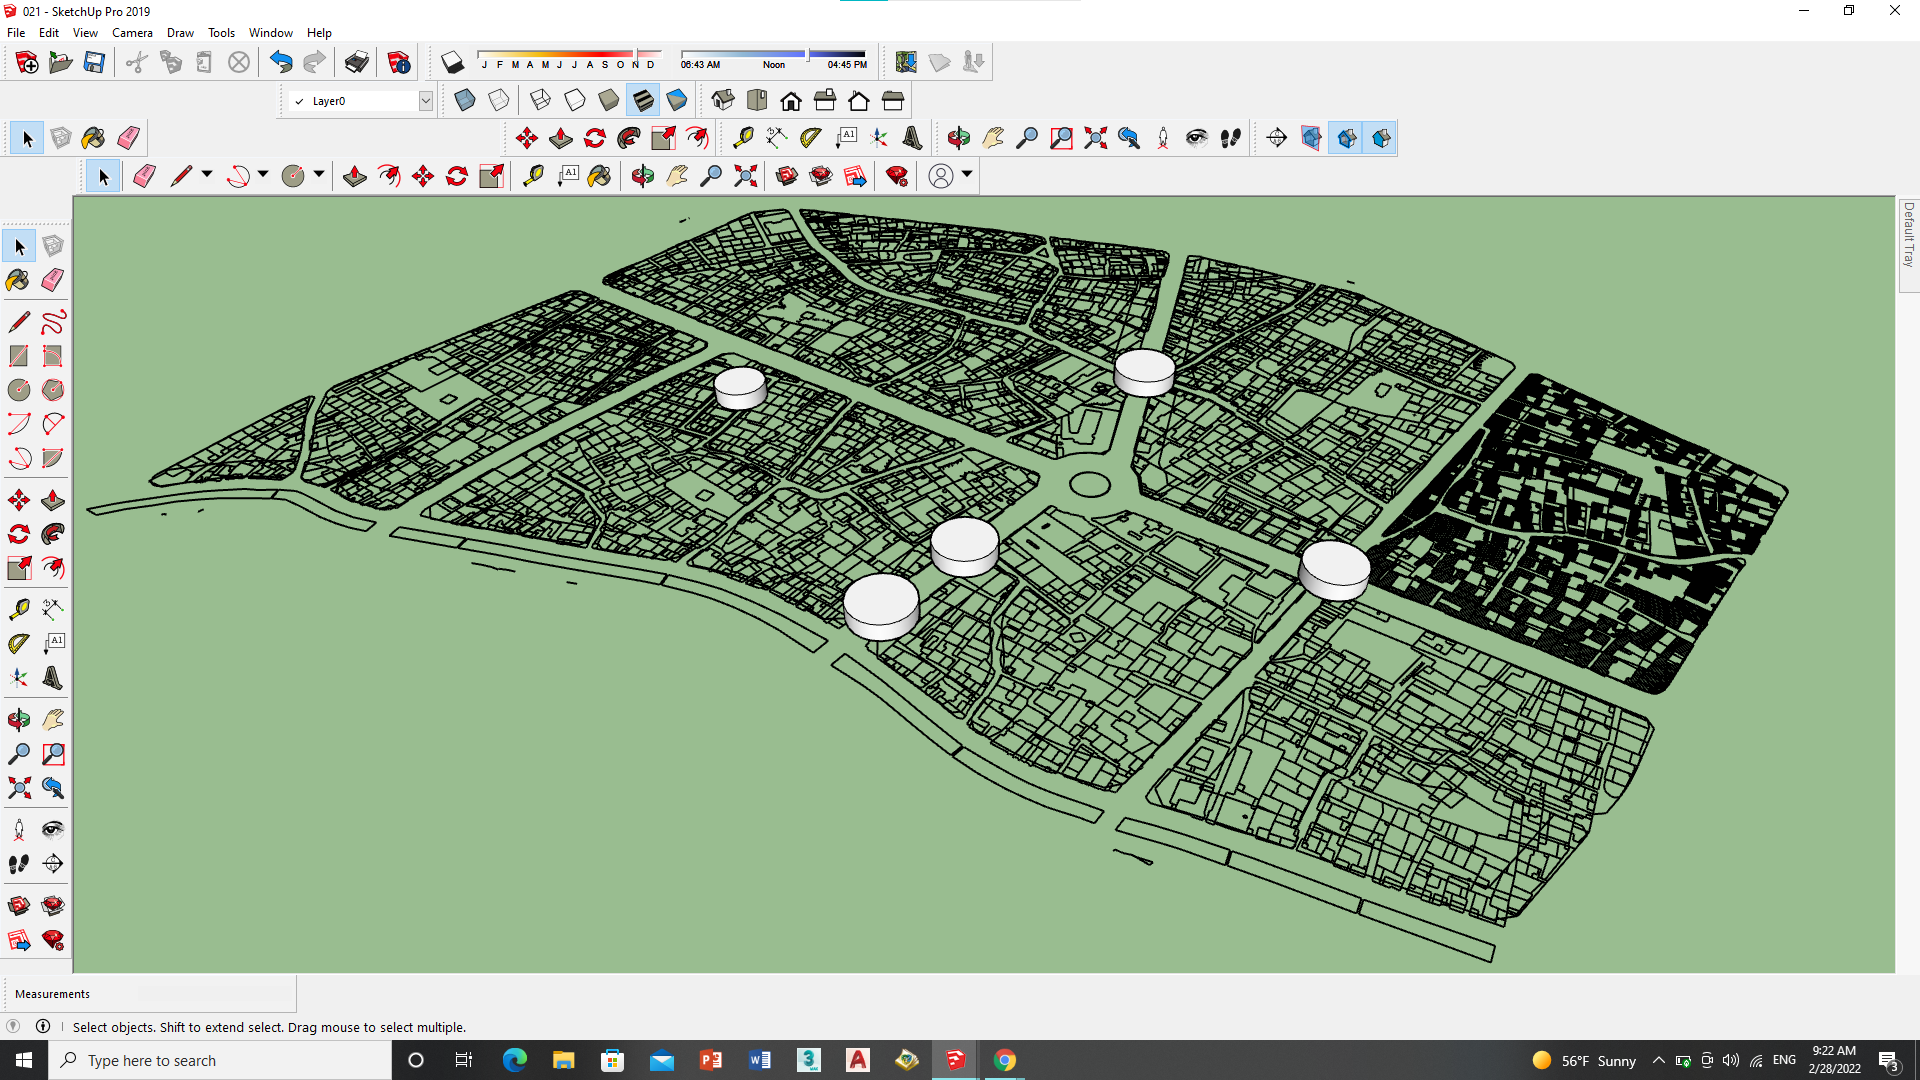 021 - SketchUp Pro 2019
File Edit View Camera Draw Tools Window Help
J F M A M J J A S O N D
06:43 AM Noon 04:45 PM
Layer0
A1
A1
Default Tray
A1
Measurements
Select objects. Shift to extend select. Drag mouse to select multiple.
Type here to search
56°F Sunny
ENG
9:22 AM
2/28/2022
3